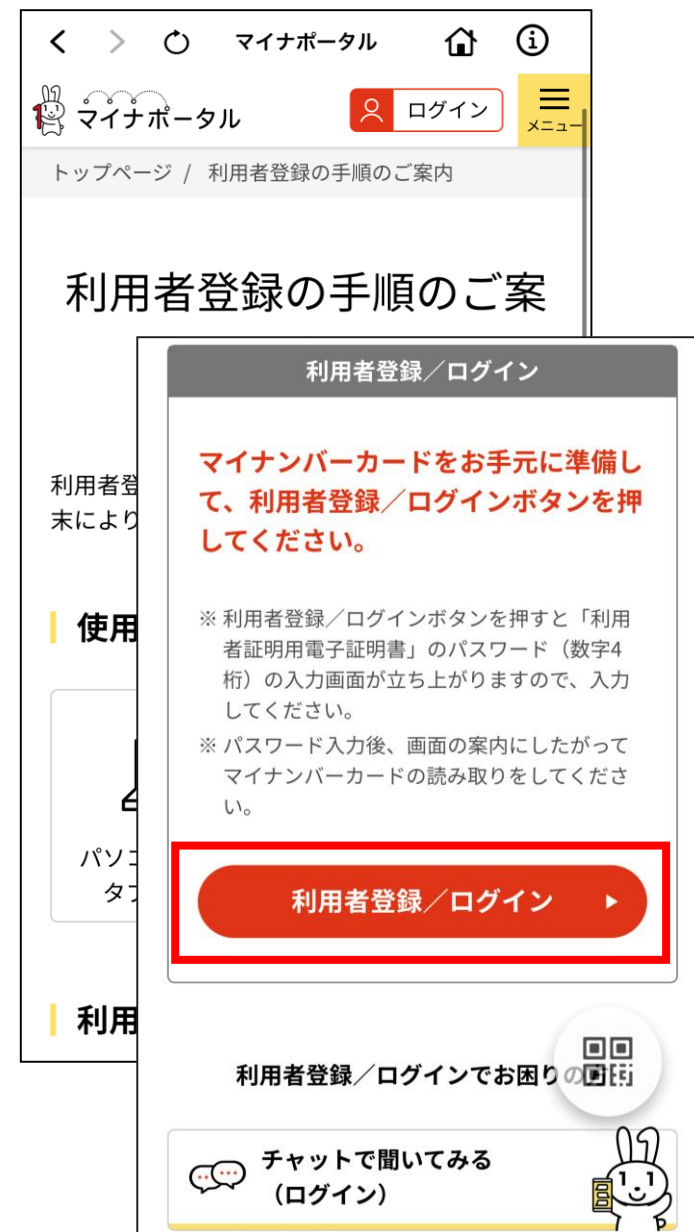 マイナポータル
マイナポータル
ログイン
メニュー
トップページ / 利用者登録の手順のご案内
利用者登録の手順のご案
利用者登
末により
使用
パソコ
タブ
利用
利用者登録／ログイン
マイナンバーカードをお手元に準備し
て、利用者登録／ログインボタンを押
してください。
※ 利用者登録／ログインボタンを押すと「利用
者証明用電子証明書」のパスワード（数字4
桁）の入力画面が立ち上がりますので、入力
してください。
※ パスワード入力後、画面の案内にしたがって
マイナンバーカードの読み取りをしてくださ
い。
利用者登録／ログイン
利用者登録／ログインでお困りの
チャットで聞いてみる
（ログイン）